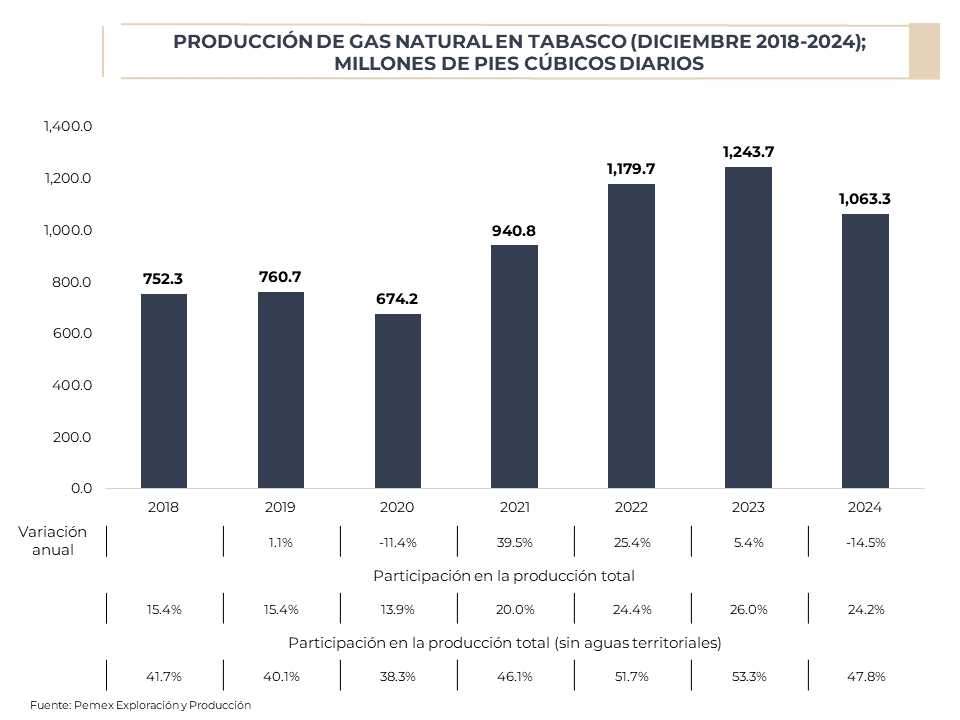 PRODUCCIÓN DE GAS NATURAL EN TABASCO (DICIEMBRE 2018-2024);
MILLONES DE PIES CÚBICOS DIARIOS
1,400.0
1,200.0
1,000.0
800.0
600.0
400.0
200.0
0.0
752.3
760.7
674.2
940.8
1,179.7
1,243.7
1,063.3
2018 2019 2020 2021 2022 2023 2024
Variación
anual
1.1% -11.4% 39.5% 25.4% 5.4% -14.5%
Participación en la producción total
15.4% 15.4% 13.9% 20.0% 24.4% 26.0% 24.2%
Participación en la producción total (sin aguas territoriales)
41.7% 40.1% 38.3% 46.1% 51.7% 53.3% 47.8%
Fuente: Pemex Exploración y Producción